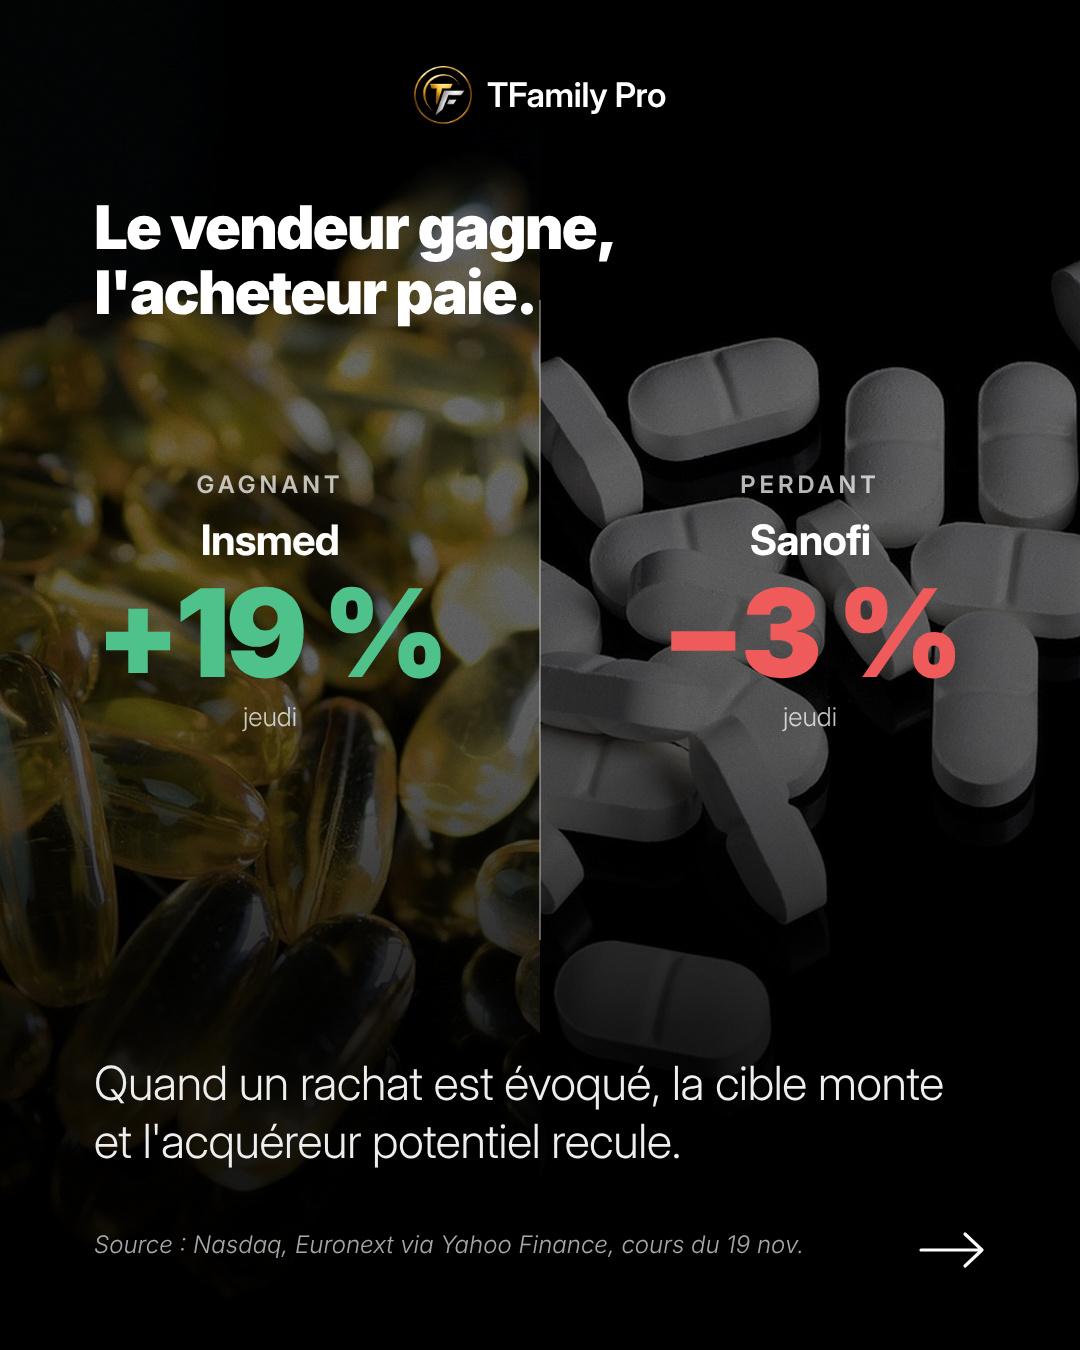 TF TFamily Pro
Le vendeur gagne,
l'acheteur paie.
GAGNANT
Insmed
+19 %
jeudi
PERDANT
Sanofi
−3 %
jeudi
Quand un rachat est évoqué, la cible monte
et l'acquéreur potentiel recule.
Source : Nasdaq, Euronext via Yahoo Finance, cours du 19 nov.